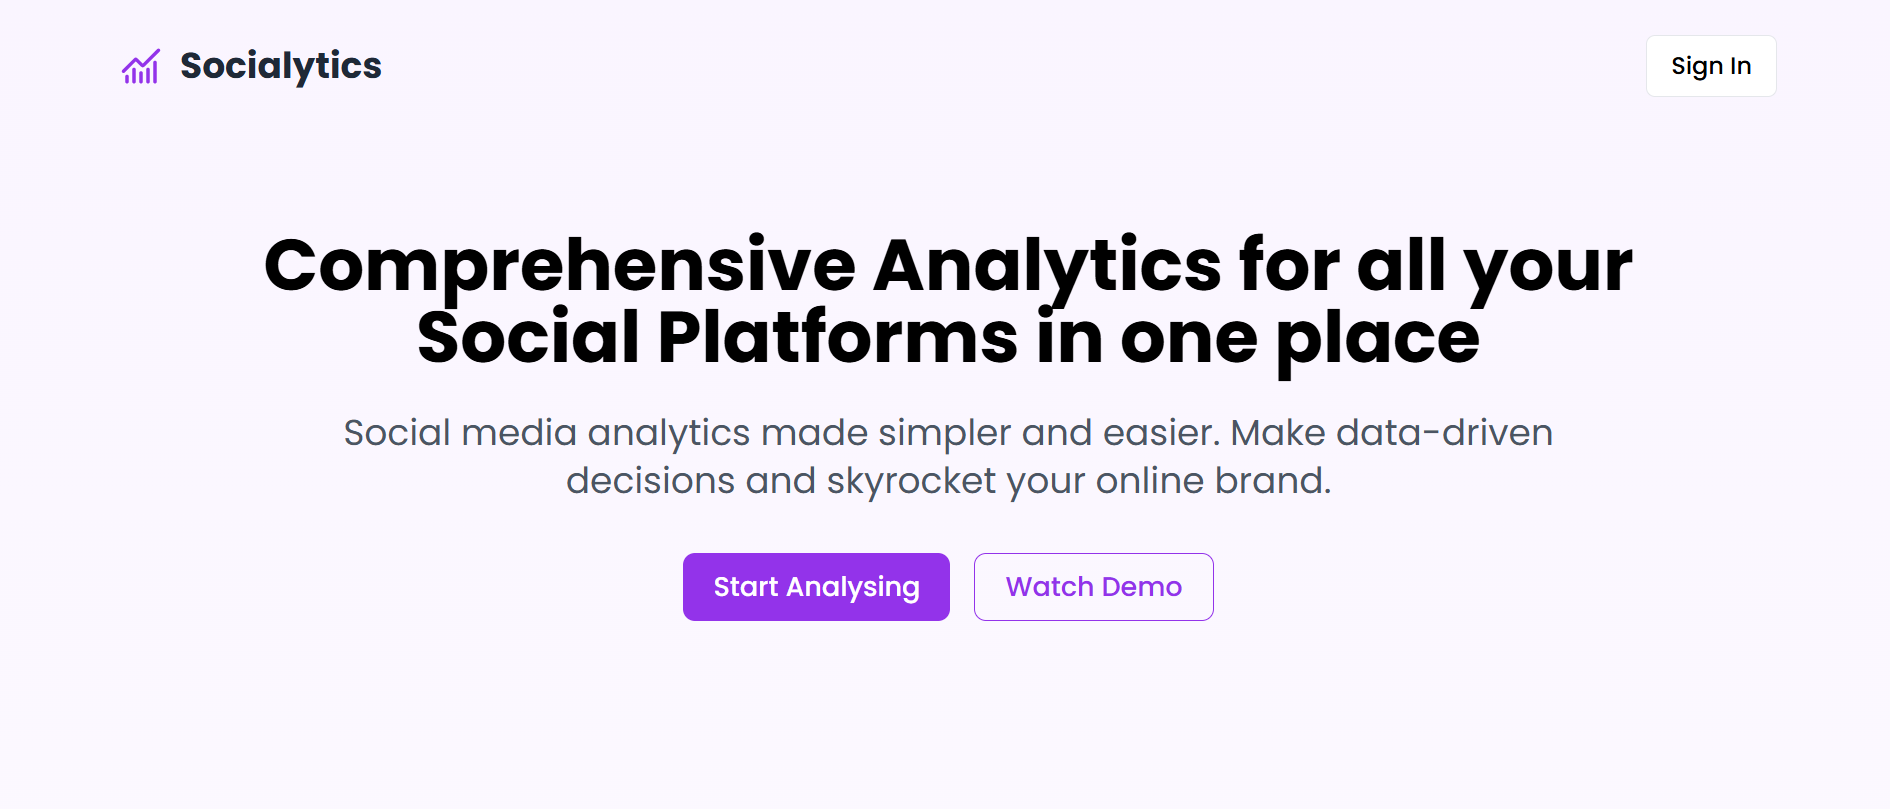 Socialytics
Sign In
Comprehensive Analytics for all your
Social Platforms in one place
Social media analytics made simpler and easier. Make data-driven
decisions and skyrocket your online brand.
Start Analysing
Watch Demo